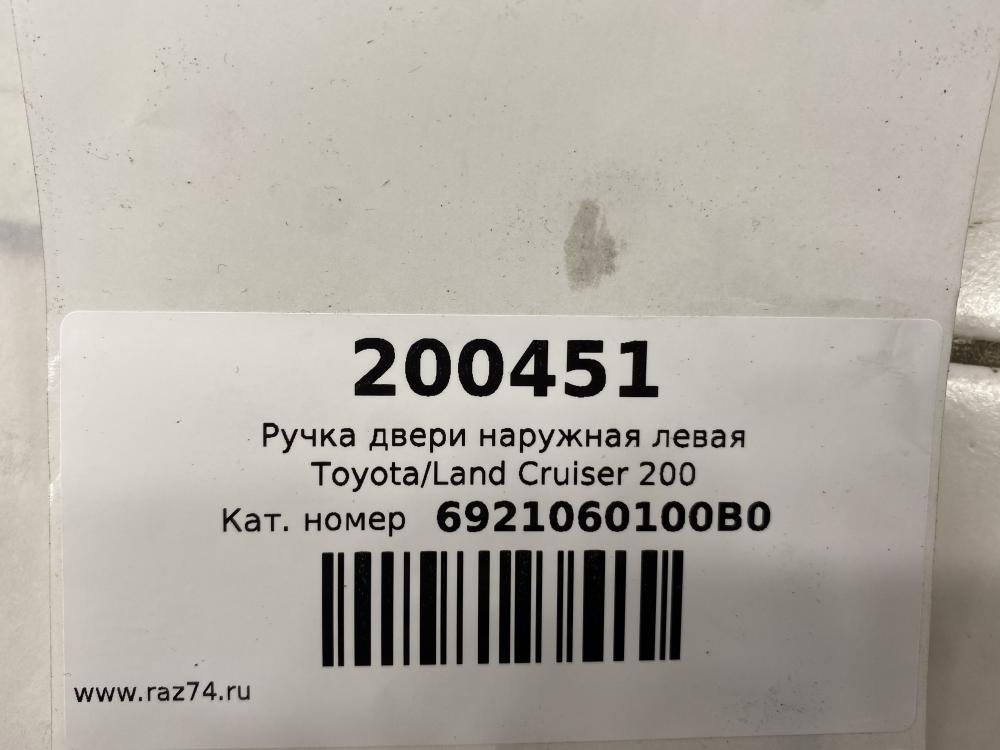 200451
Ручка двери наружная левая
Toyota/Land Cruiser 200
Кат. номер 6921060100B0
www.raz74.ru